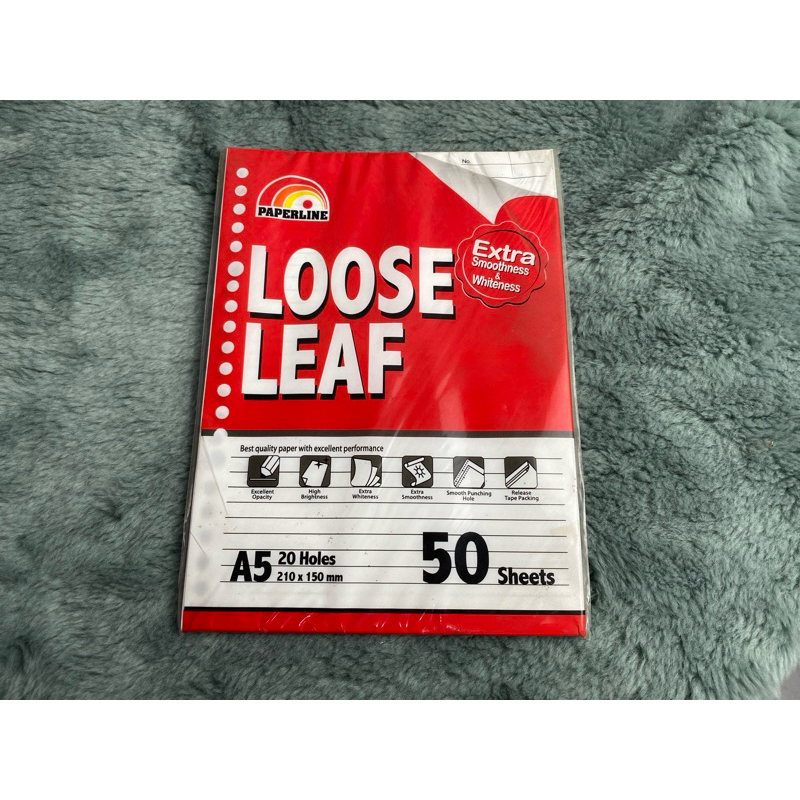 No.
PAPERLINE
LOOSE
LEAF
Extra
Smoothness
&
Whiteness
Best quality paper with excellent performance
Excellent
Opacity
High
Brightness
Extra
Whiteness
Extra
Smoothness
Smooth Punching
Hole
Release
Tape Packing
A5 20 Holes
210 x 150 mm
50 Sheets